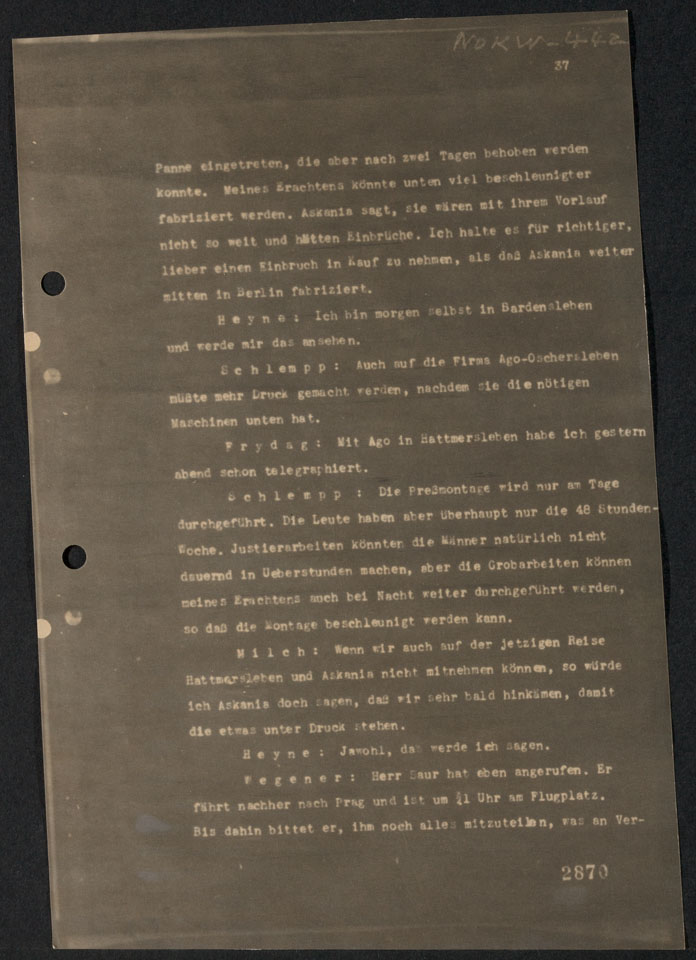 NOKW-442
37
Panne eingetreten, die aber nach zwei Tagen behoben werden
konnte. Meines Erachtens könnte unten viel beschleunigter
fabriziert werden. Askania sagt, sie wären mit ihrem Vorlauf
nicht so weit und hätten Einbrüche. Ich halte es für richtiger,
lieber einen Einbruch in Kauf zu nehmen, als daß Askania weiter
mitten in Berlin fabriziert.
H e y n e : Ich bin morgen selbst in Bardensleben
und werde mir das ansehen.
S c h l e m p p : Auch auf die Firma Ago-Oschersleben
müßte mehr Druck gemacht werden, nachdem sie die nötigen
Maschinen unten hat.
F r y d a g : Mit Ago in Hattmersleben habe ich gestern
abend schon telegraphiert.
S c h l e m p p : Die Preßmontage wird nur am Tage
durchgeführt. Die Leute haben aber überhaupt nur die 48 Stunden-
Woche. Justierarbeiten könnten die Männer natürlich nicht
dauernd in Ueberstunden machen, aber die Grobarbeiten können
meines Erachtens auch bei Nacht weiter durchgeführt werden,
so daß die Montage beschleunigt werden kann.
M i l c h : Wenn wir auch auf der jetzigen Reise
Hattmersleben und Askania nicht mitnehmen können, so würde
ich Askania doch sagen, daß wir sehr bald hinkämen, damit
die etwas unter Druck stehen.
H e y n e : Jawohl, das werde ich sagen.
W e g e n e r : Herr Saur hat eben angerufen. Er
fährt nachher nach Prag und ist um Uhr am Flugplatz.
Bis dahin bittet er, ihm noch alles mitzuteilen, was an Ver-
2870